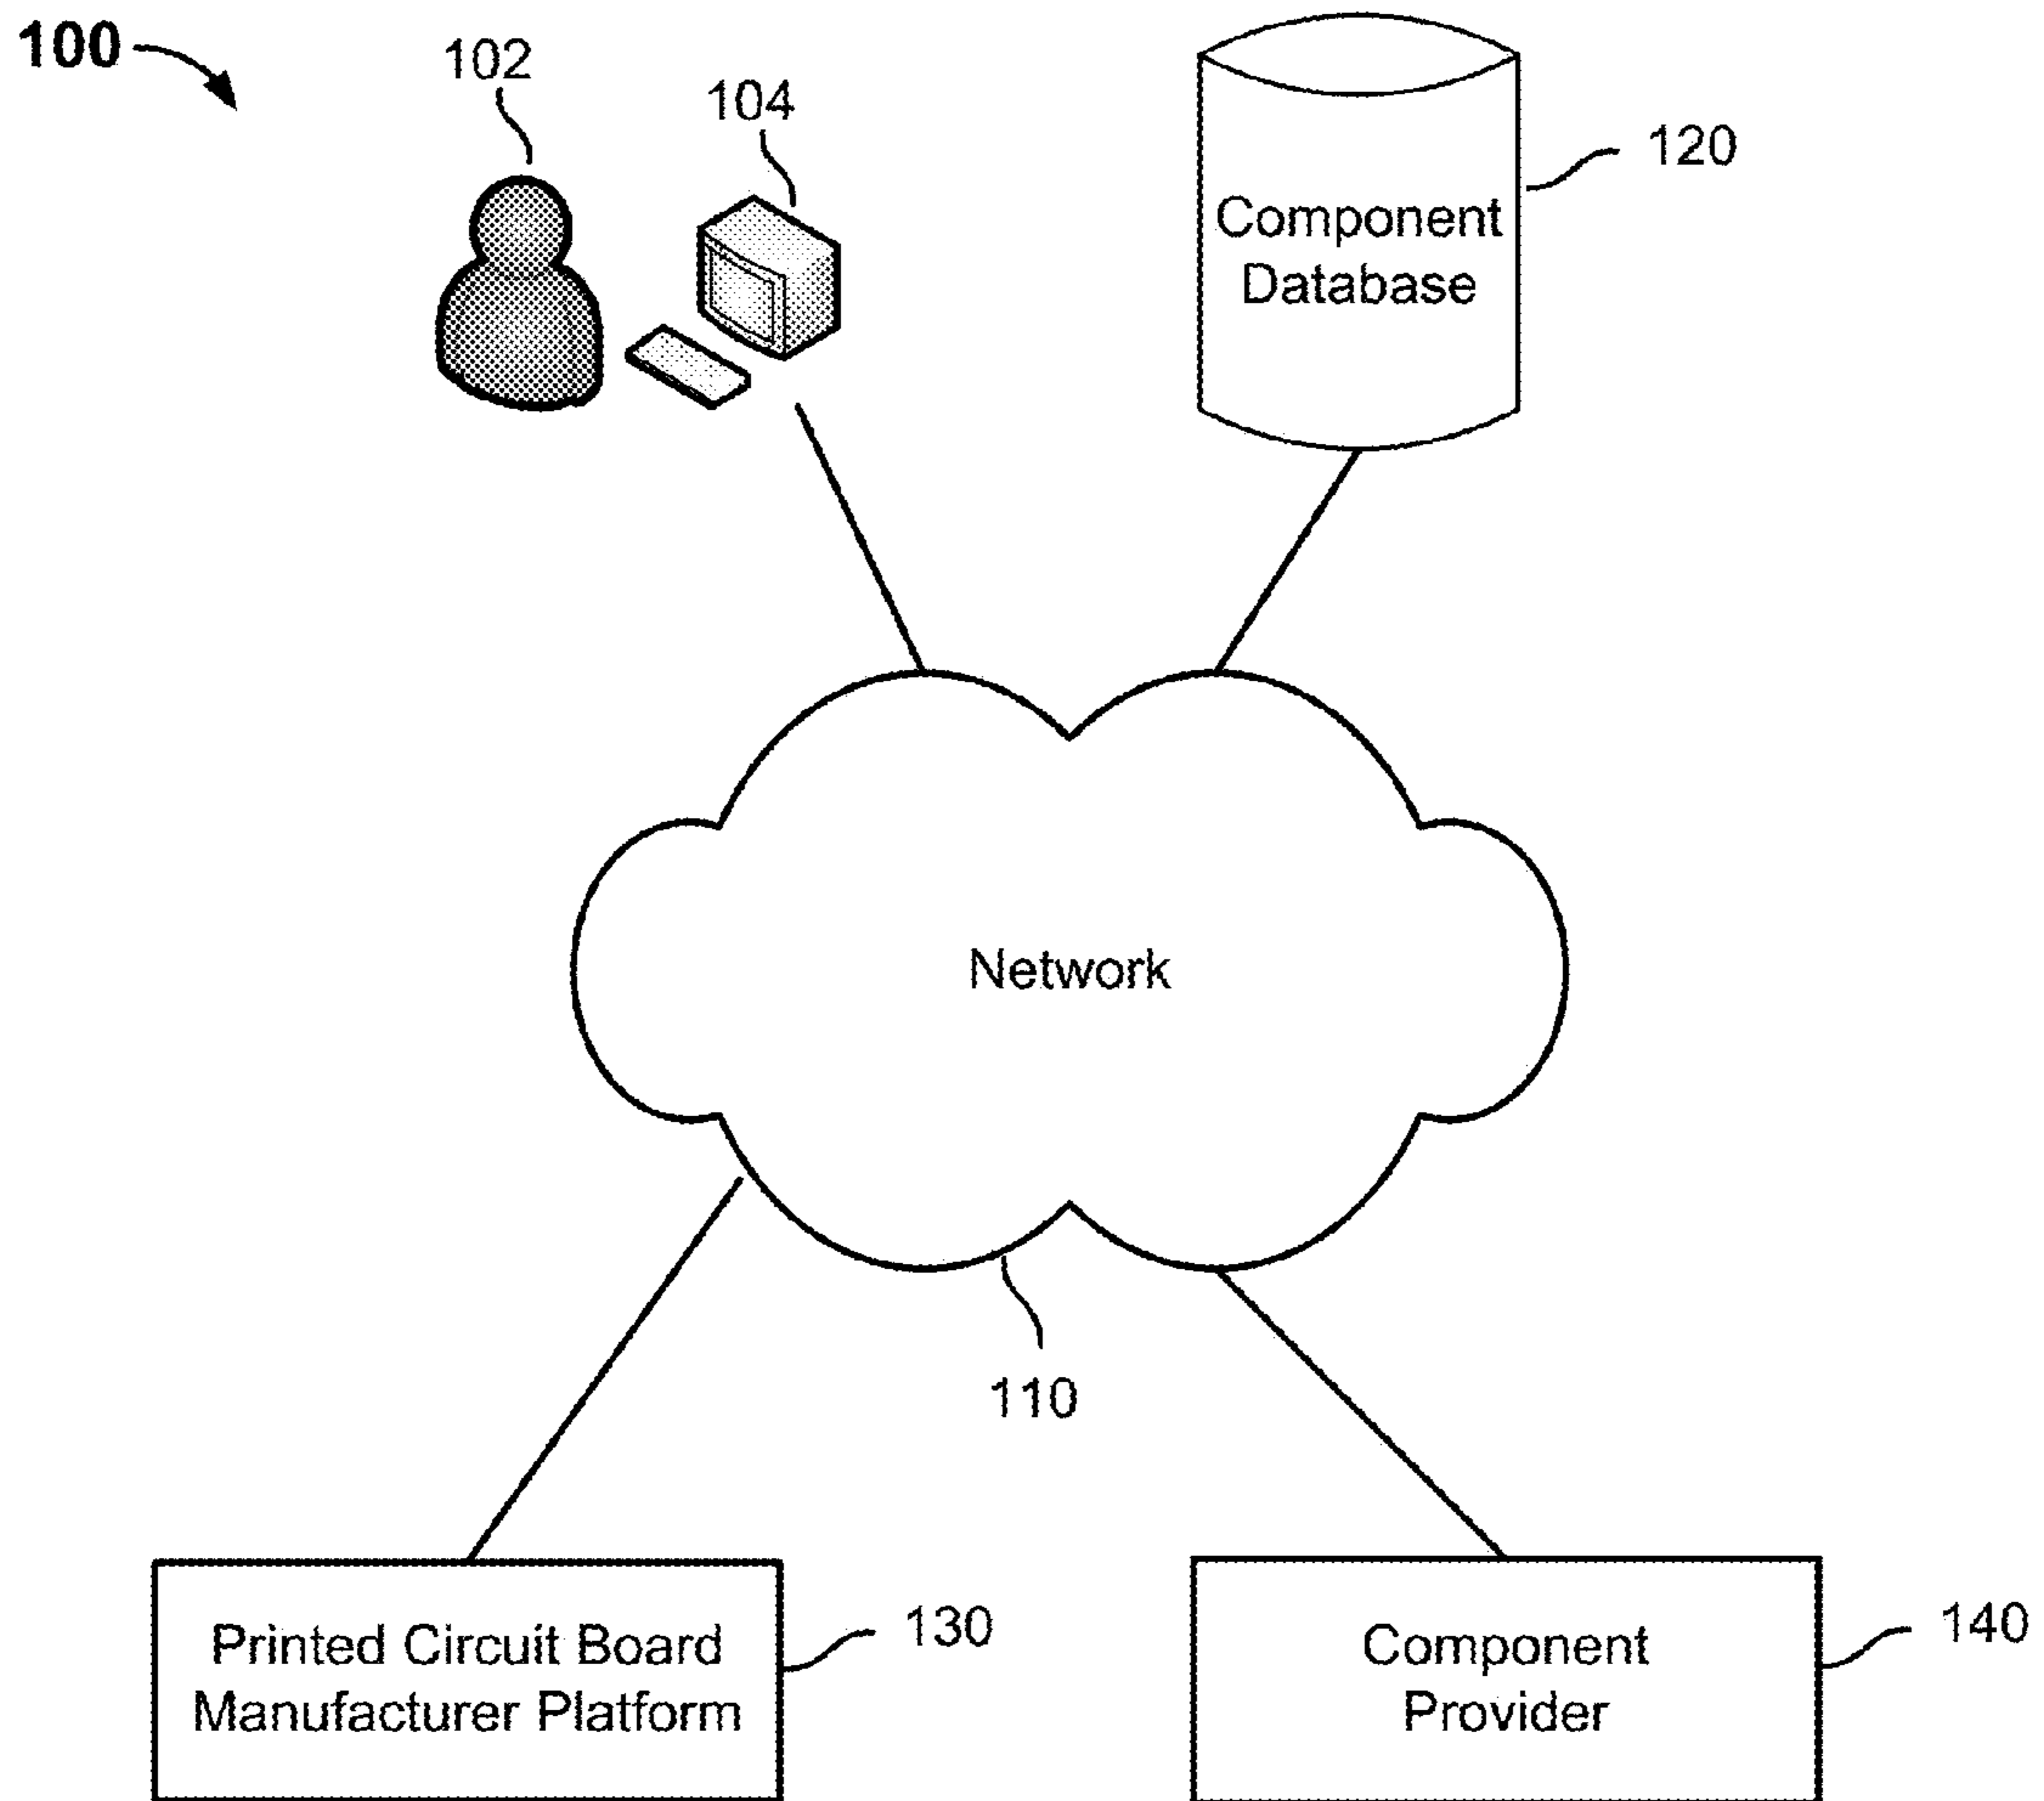 100
102
104
120
Component
Database
Network
110
Printed Circuit Board
Manufacturer Platform
130
Component
Provider
140